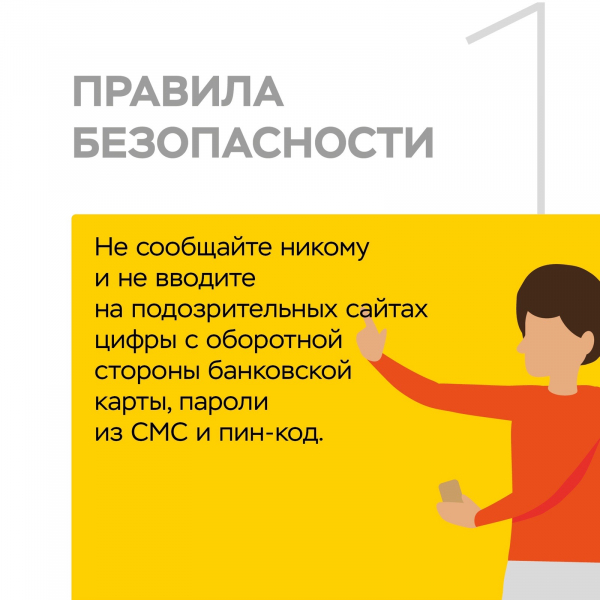 1
ПРАВИЛА
БЕЗОПАСНОСТИ
Не сообщайте никому
и не вводите
на подозрительных сайтах
цифры с оборотной
стороны банковской
карты, пароли
из СМС и пин-код.